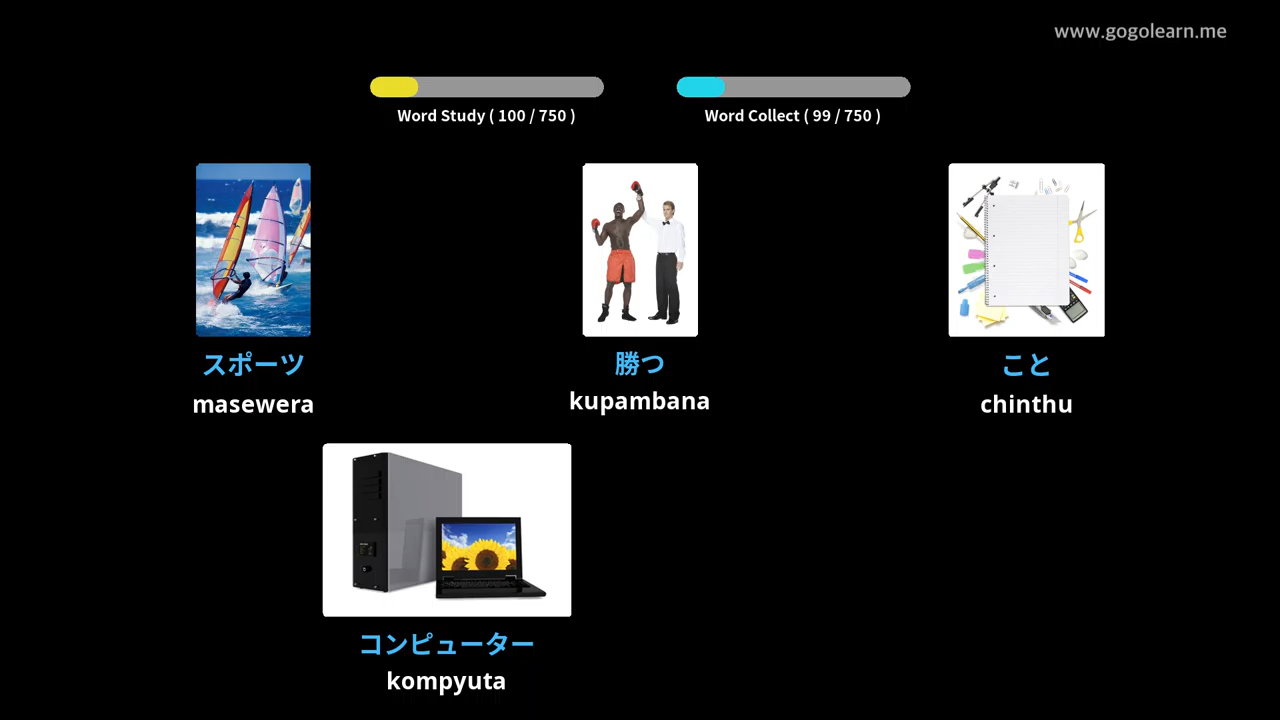 www.gogolearn.me
Word Study ( 100 / 750 )
Word Collect ( 99 / 750 )
スポーツ
masewera
勝つ
kupambana
こと
chinthu
コンピューター
kompyuta